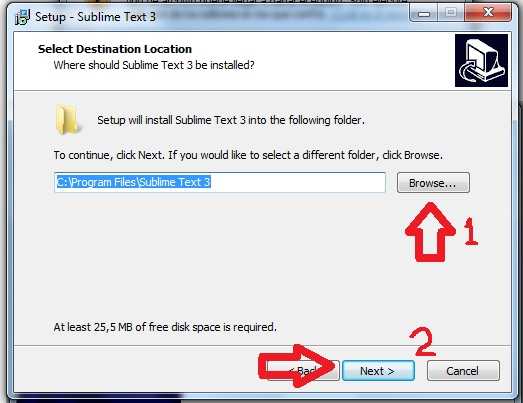 Setup - Sublime Text 3
Select Destination Location
Where should Sublime Text 3 be installed?
Setup will install Sublime Text 3 into the following folder.
To continue, click Next. If you would like to select a different folder, click Browse.
C:\Program Files\Sublime Text 3
Browse...
1
At least 25,5 MB of free disk space is required.
2
< Back
Next >
Cancel